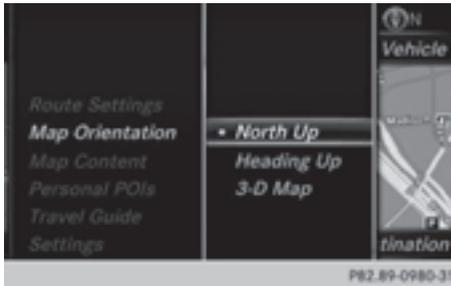 N
Vehicle
Route Settings
Map Orientation
Map Content
Personal POIs
Travel Guide
Settings
• North Up
Heading Up
3-D Map
tination
P82.89-0980-31